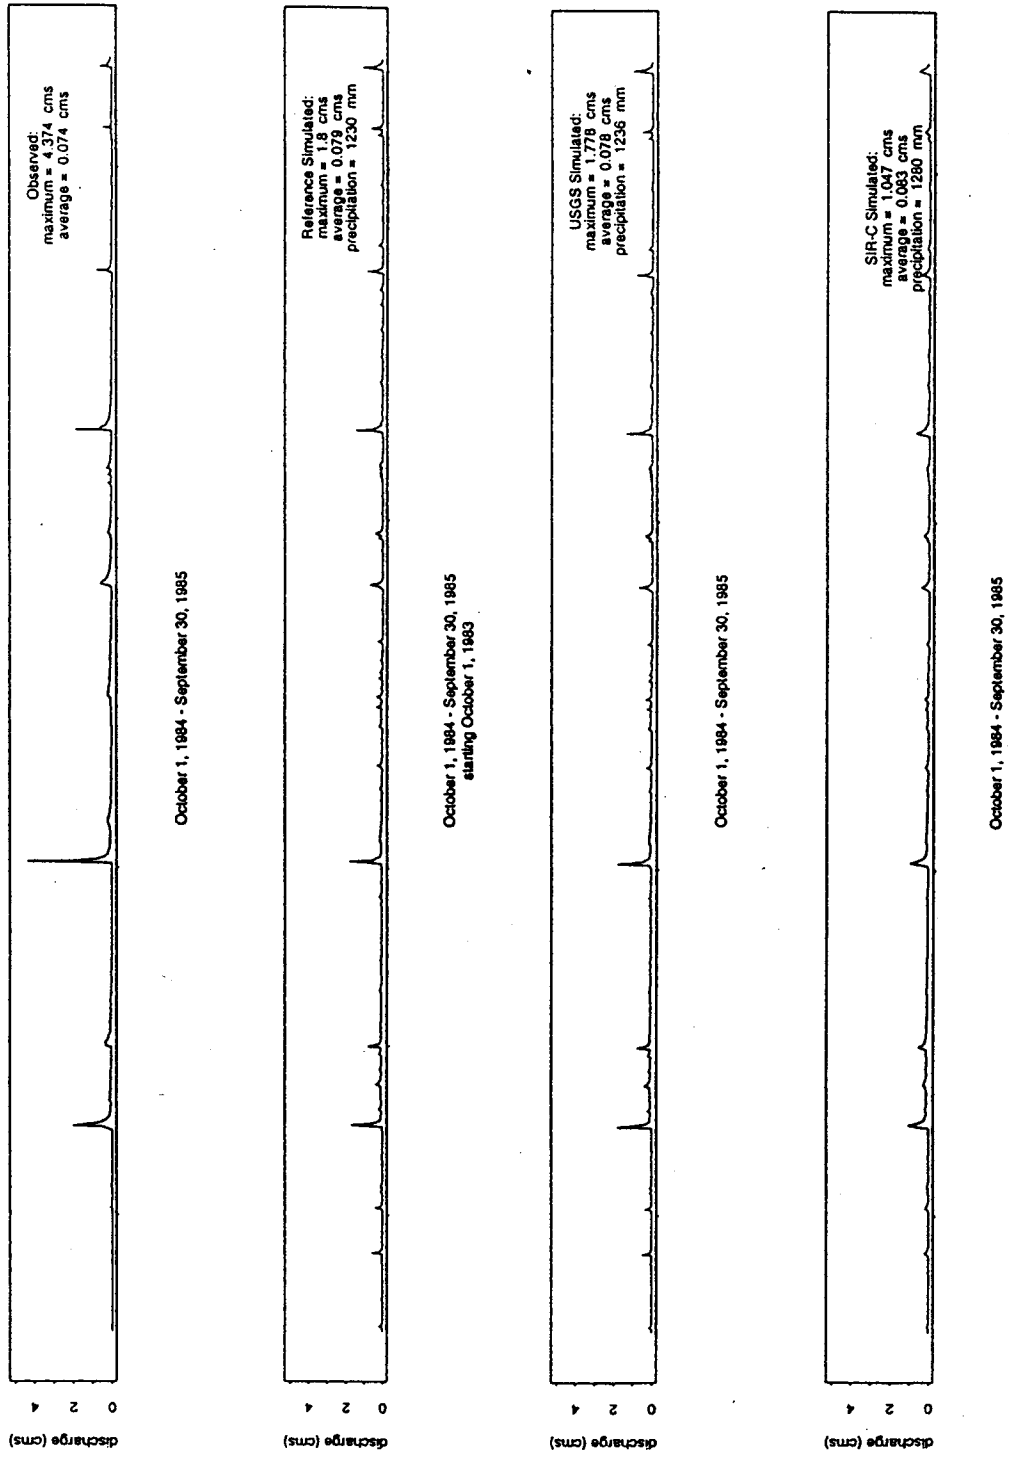 Observed:
maximum = 4.374 cms
average = 0.074 cms
discharge (cms)
0
2
4
October 1, 1984 - September 30, 1985
Reference Simulated:
maximum = 1.8 cms
average = 0.079 cms
precipitation = 1230 mm
discharge (cms)
0
2
4
October 1, 1984 - September 30, 1985
starting October 1, 1983
USGS Simulated:
maximum = 1.778 cms
average = 0.078 cms
precipitation = 1236 mm
discharge (cms)
0
2
4
October 1, 1984 - September 30, 1985
SIR-C Simulated:
maximum = 1.047 cms
average = 0.083 cms
precipitation = 1280 mm
discharge (cms)
0
2
4
October 1, 1984 - September 30, 1985